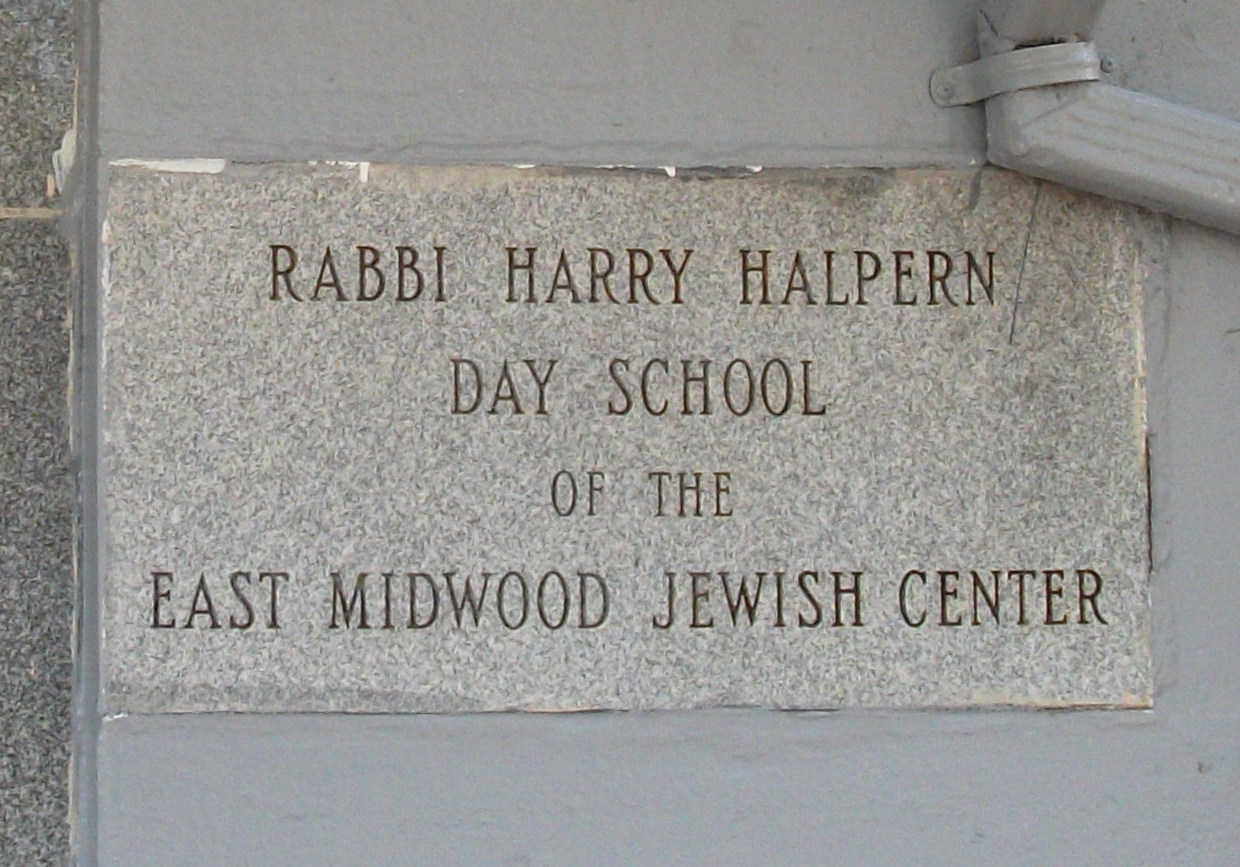 RABBI HARRY HALPERN
DAY SCHOOL
OF THE
EAST MIDWOOD JEWISH CENTER